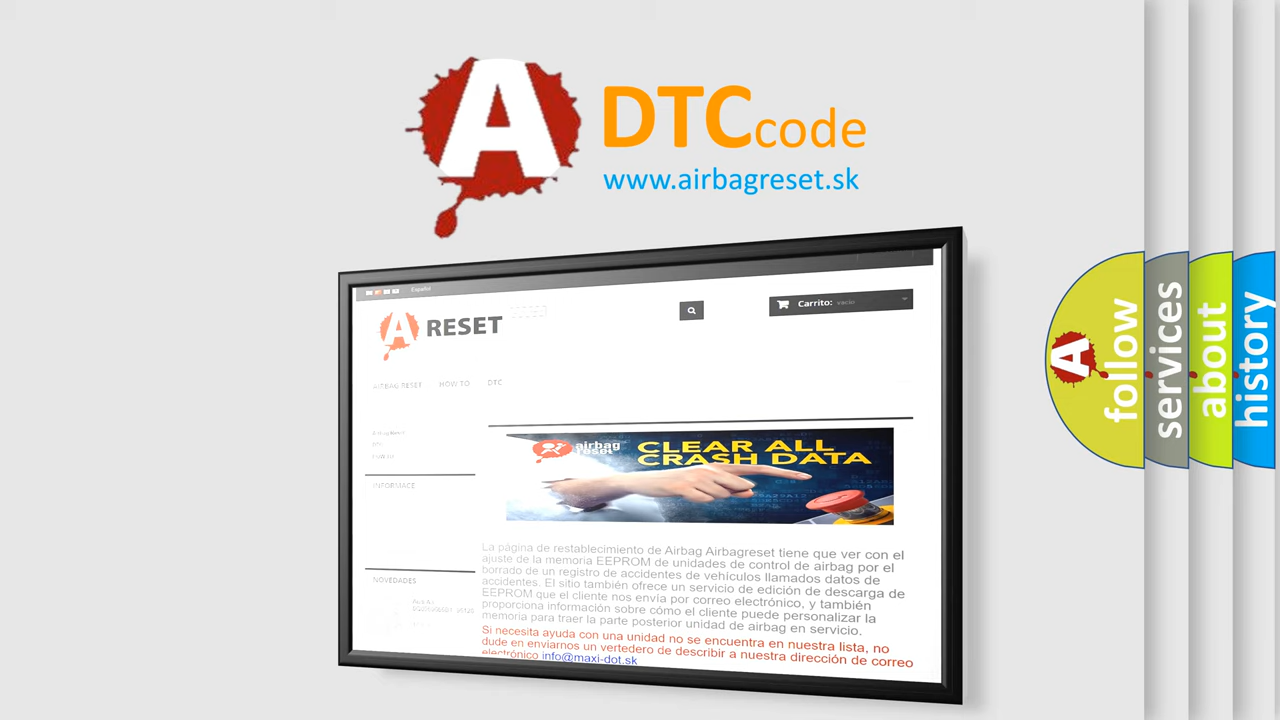 A
DTCcode
www.airbagreset.sk
Español
A RESET
Carrito: vacío
AIRBAG RESET HOW TO DTC
INFORMACE
airbag
reset
CLEAR ALL
CRASH DATA
La página de restablecimiento de Airbag Airbagreset tiene que ver con el
ajuste de la memoria EEPROM de unidades de control de airbag por el
borrado de un registro de accidentes de vehículos llamados datos de
accidentes. El sitio también ofrece un servicio de edición de descarga de
EEPROM que el cliente nos envía por correo electrónico, y también
proporciona información sobre cómo el cliente puede personalizar la
memoria para traer la parte posterior unidad de airbag en servicio.
Si necesita ayuda con una unidad no se encuentra en nuestra lista, no
dude en enviarnos un vertedero de describir a nuestra dirección de correo
electrónico info@maxi-dot.sk
NOVEDADES
A
follow
services
about
history